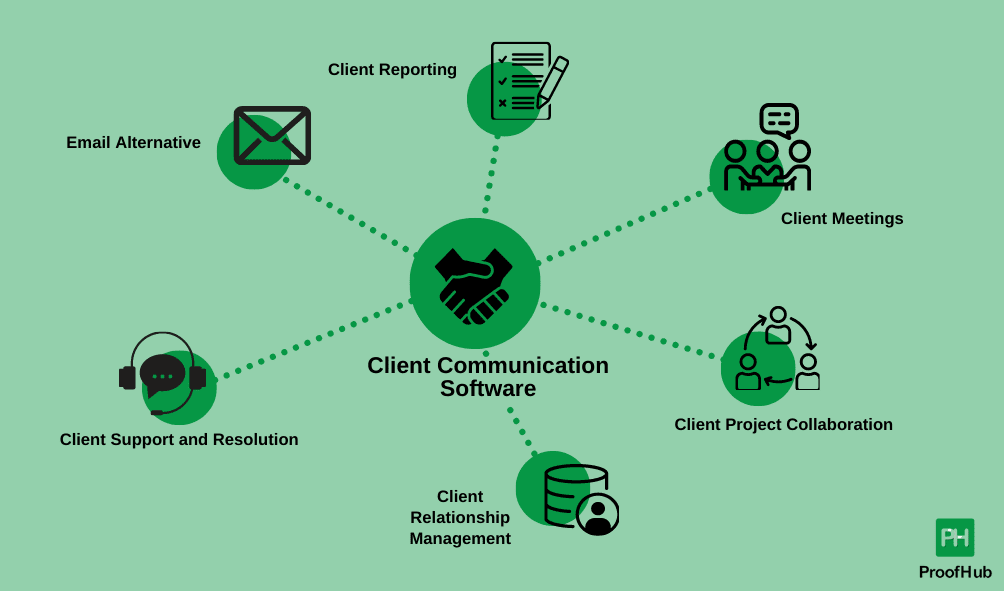 Client Reporting
Email Alternative
Client Meetings
Client Communication
Software
Client Project Collaboration
Client Support and Resolution
Client
Relationship
Management
PH
ProofHub